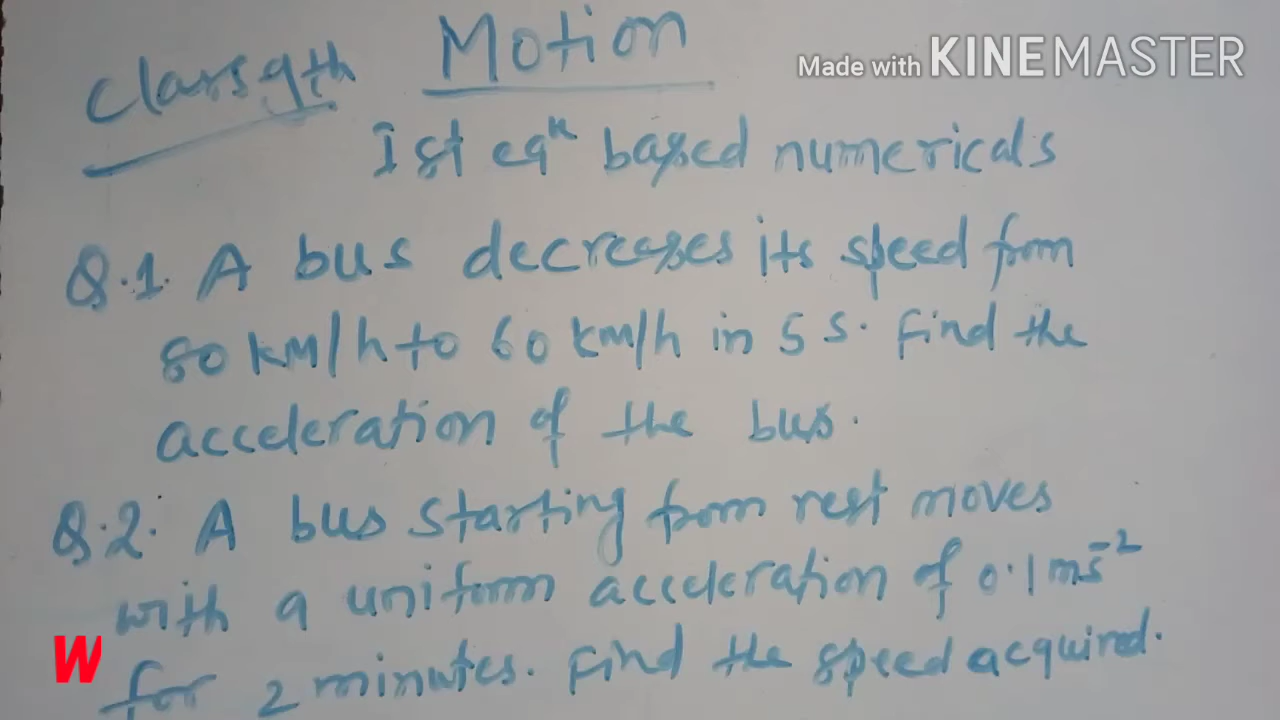 Class 9th Motion
Made with KINEMASTER
Ist eqn based numericals
Q.1. A bus decreases its speed from
80 KM/h to 60 km/h in 5 s. Find the
acceleration of the bus.
Q.2. A bus starting from rest moves
with a uniform acceleration of 0.1 ms⁻²
for 2 minutes. Find the speed acquired.
W